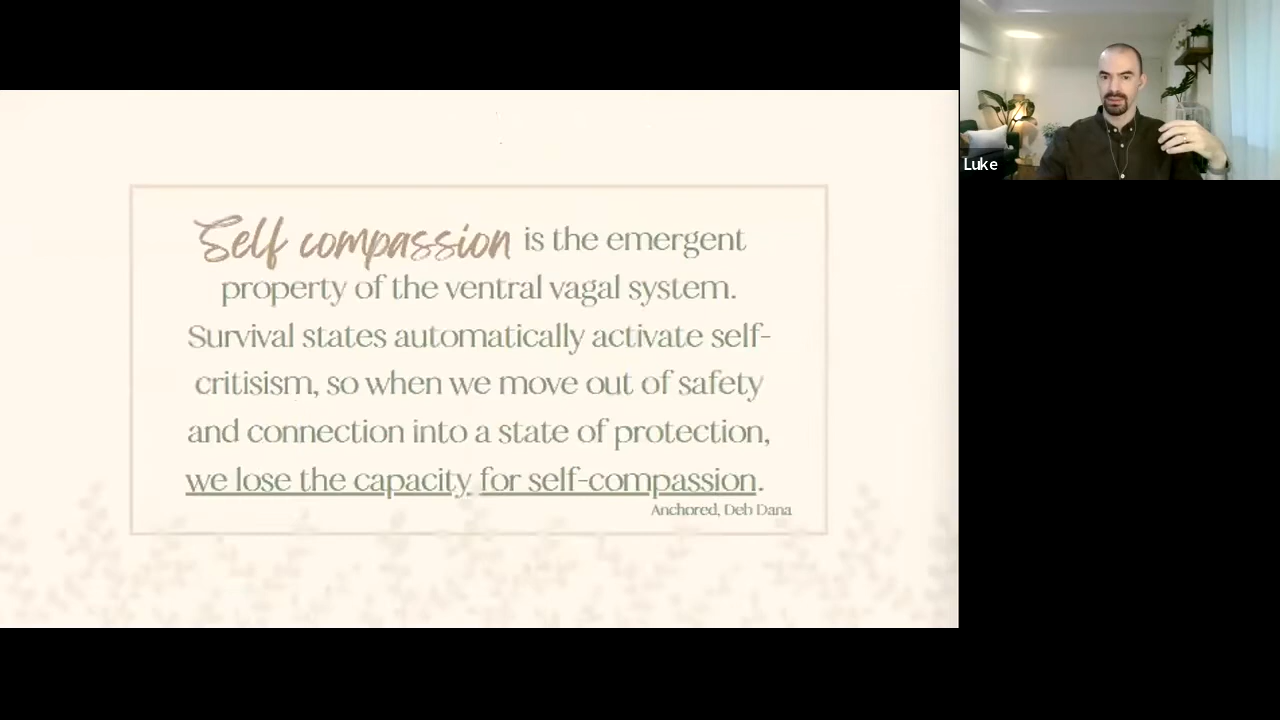 Self compassion is the emergent
property of the ventral vagal system.
Survival states automatically activate self-
critisism, so when we move out of safety
and connection into a state of protection,
we lose the capacity for self-compassion.
Anchored, Deb Dana
Luke